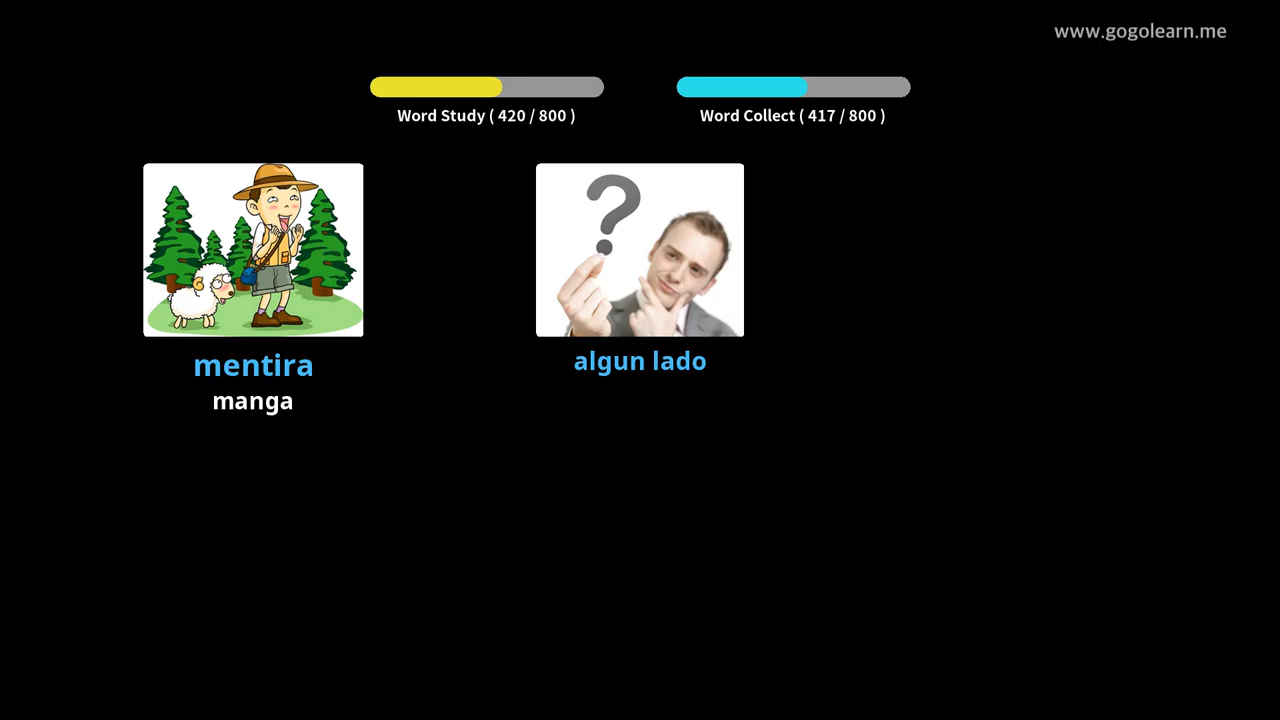 www.gogolearn.me
Word Study ( 420 / 800 )
Word Collect ( 417 / 800 )
mentira
manga
algun lado